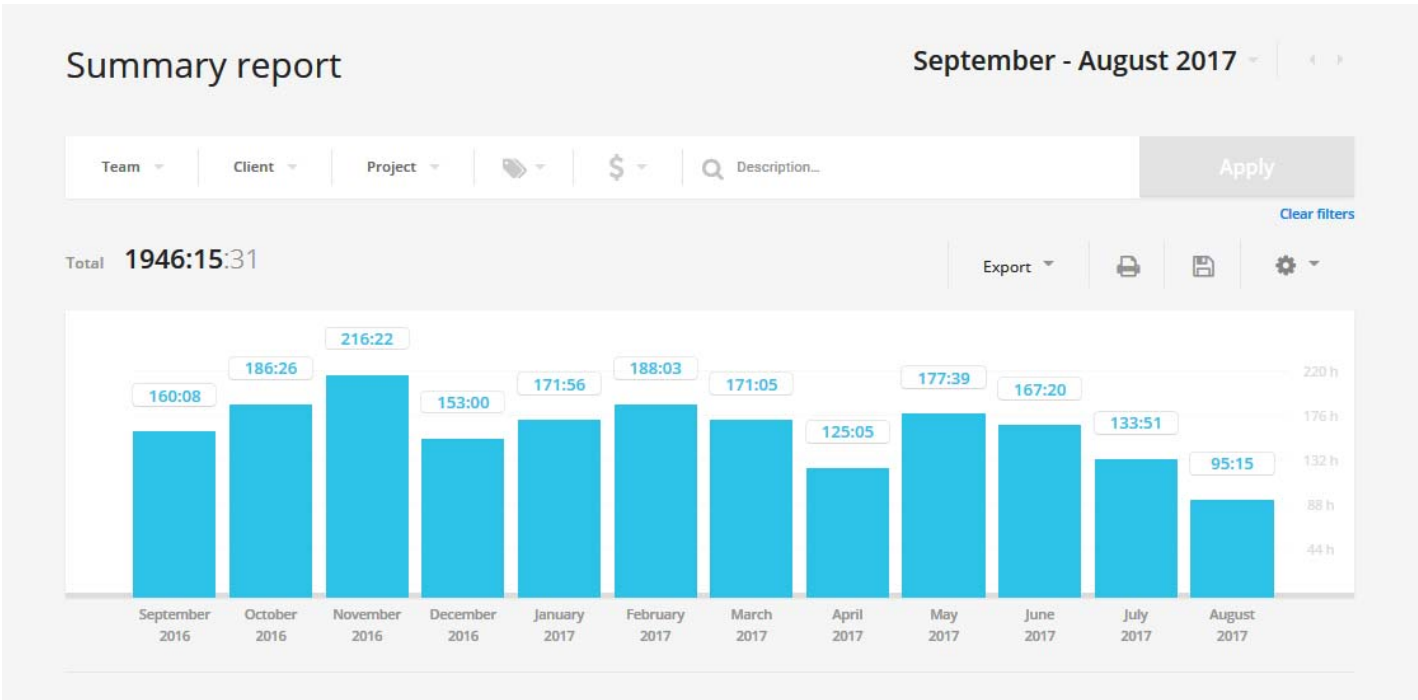 Summary report
September - August 2017
Team Client Project $ Description... Apply
Clear filters
Total 1946:15:31
Export
216:22
186:26 188:03
160:08 171:56 171:05 177:39
153:00 167:20
125:05 133:51
95:15
220 h
176 h
132 h
88 h
44 h
September October November December January February March April May June July August
2016 2016 2016 2016 2017 2017 2017 2017 2017 2017 2017 2017